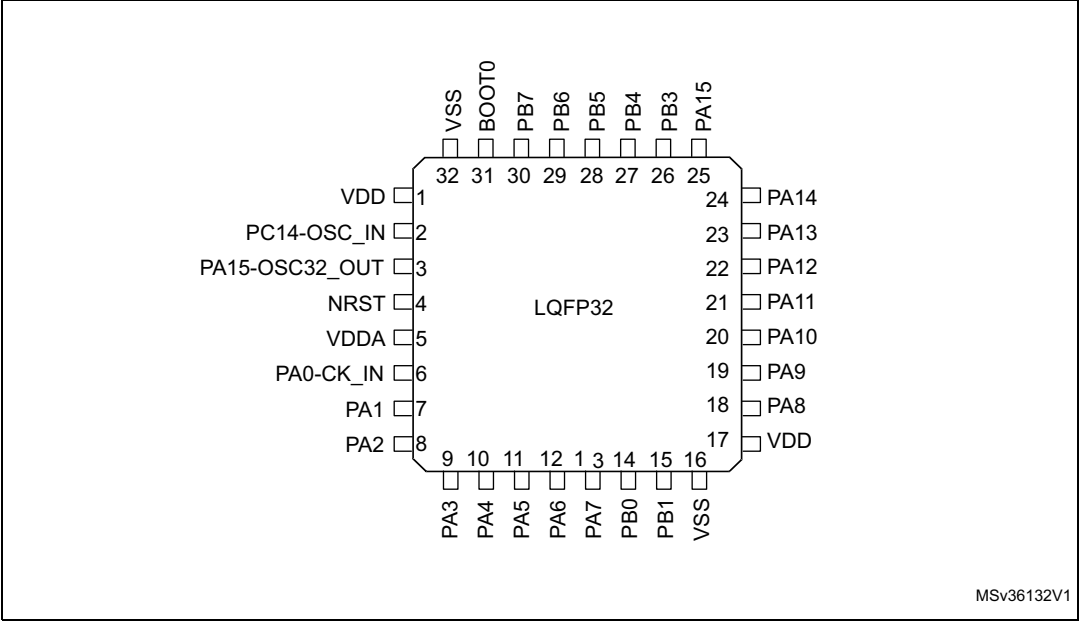 VSS
BOOT0
PB7
PB6
PB5
PB4
PB3
PA15
32 31 30 29 28 27 26 25
VDD 1
PC14-OSC_IN 2
PA15-OSC32_OUT 3
NRST 4
VDDA 5
PA0-CK_IN 6
PA1 7
PA2 8
LQFP32
24 PA14
23 PA13
22 PA12
21 PA11
20 PA10
19 PA9
18 PA8
17 VDD
9 10 11 12 1 3 14 15 16
PA3
PA4
PA5
PA6
PA7
PB0
PB1
VSS
MSv36132V1